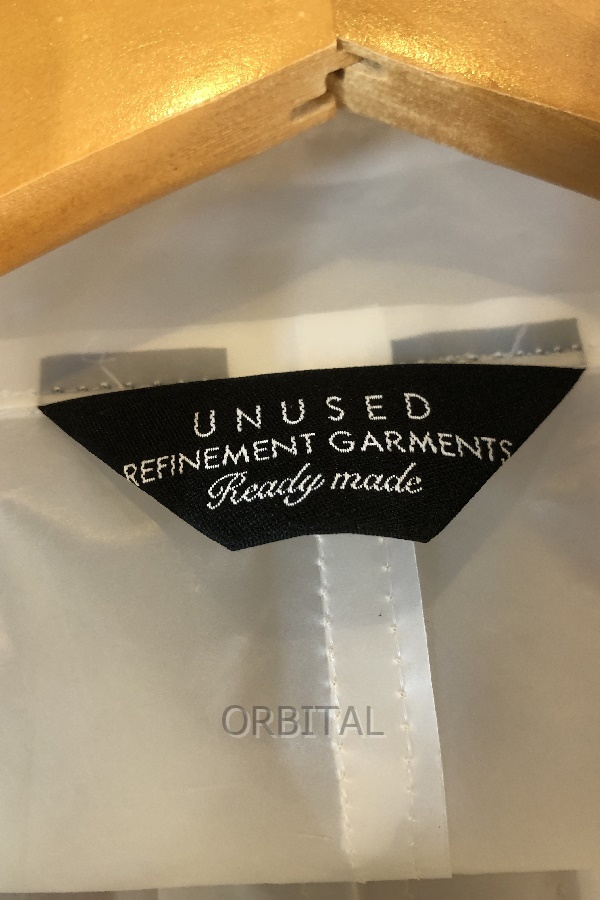 UNUSED
REFINEMENT GARMENTS
Ready made
ORBITAL